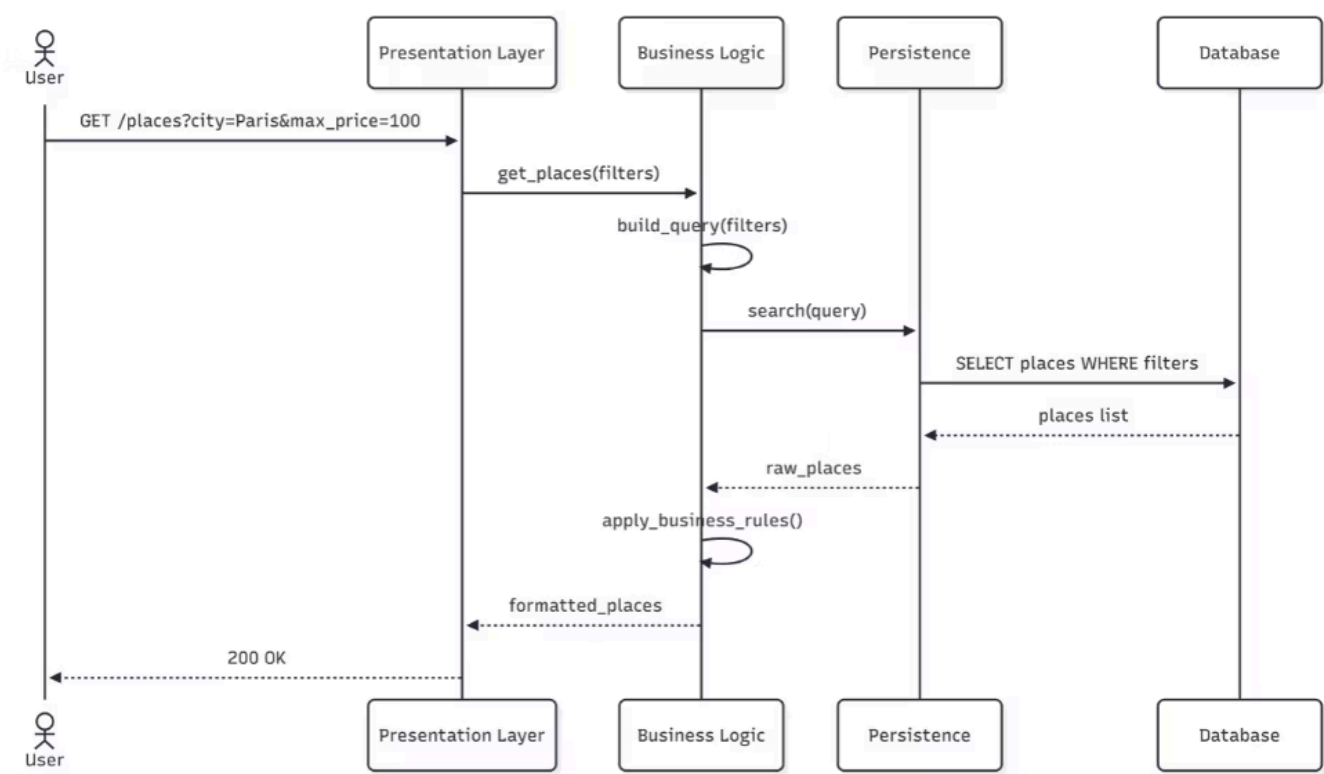 User
Presentation Layer
Business Logic
Persistence
Database
GET /places?city=Paris&max_price=100
get_places(filters)
build_query(filters)
search(query)
SELECT places WHERE filters
places list
raw_places
apply_business_rules()
formatted_places
200 OK
User
Presentation Layer
Business Logic
Persistence
Database